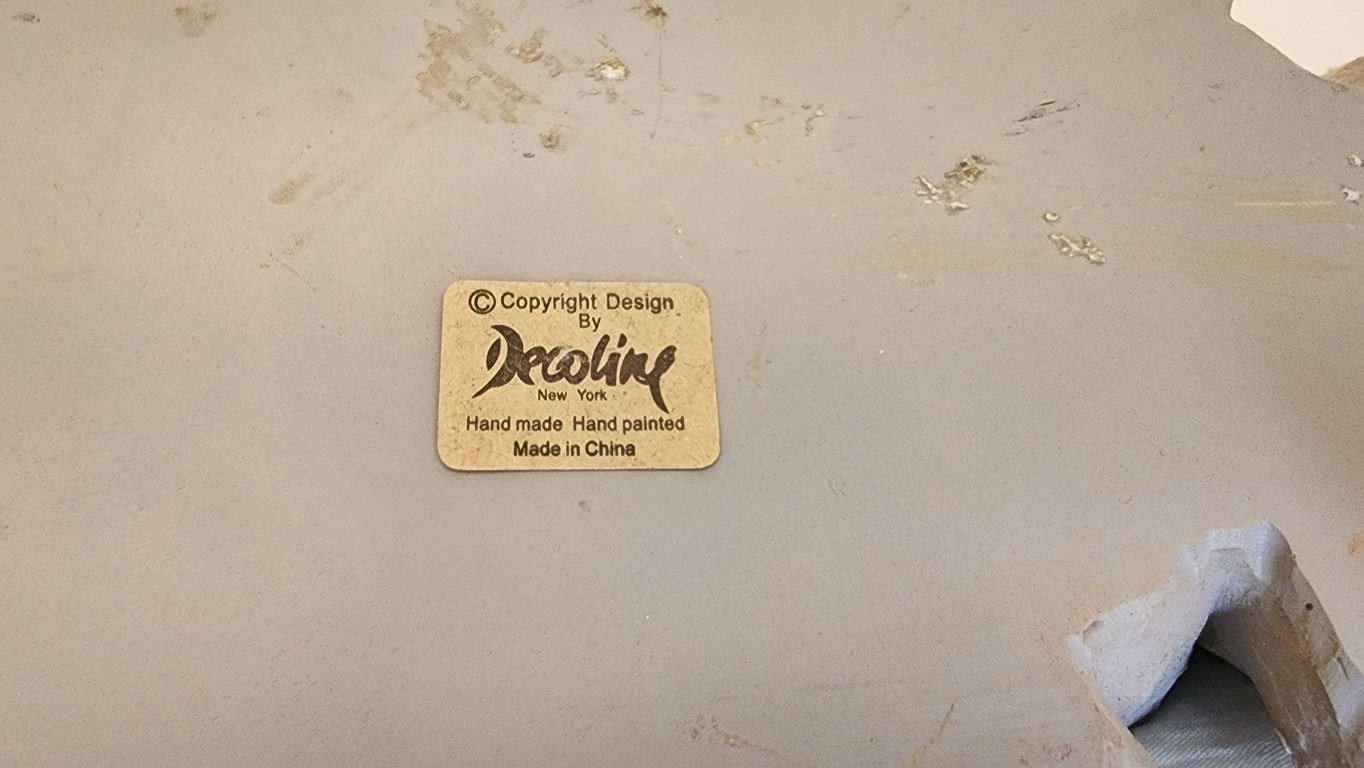 © Copyright Design
By
Decoline
New York
Hand made Hand painted
Made in China